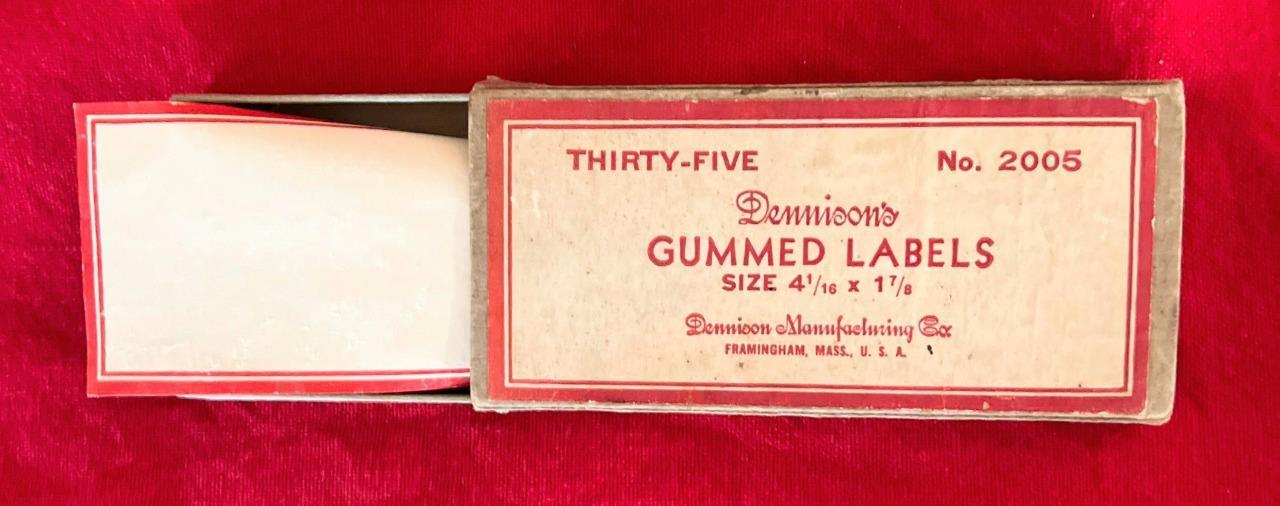 THIRTY-FIVE No. 2005
Dennison's
GUMMED LABELS
SIZE 4 1/16 x 1 7/8
Dennison Manufacturing Co.
FRAMINGHAM, MASS., U. S. A.